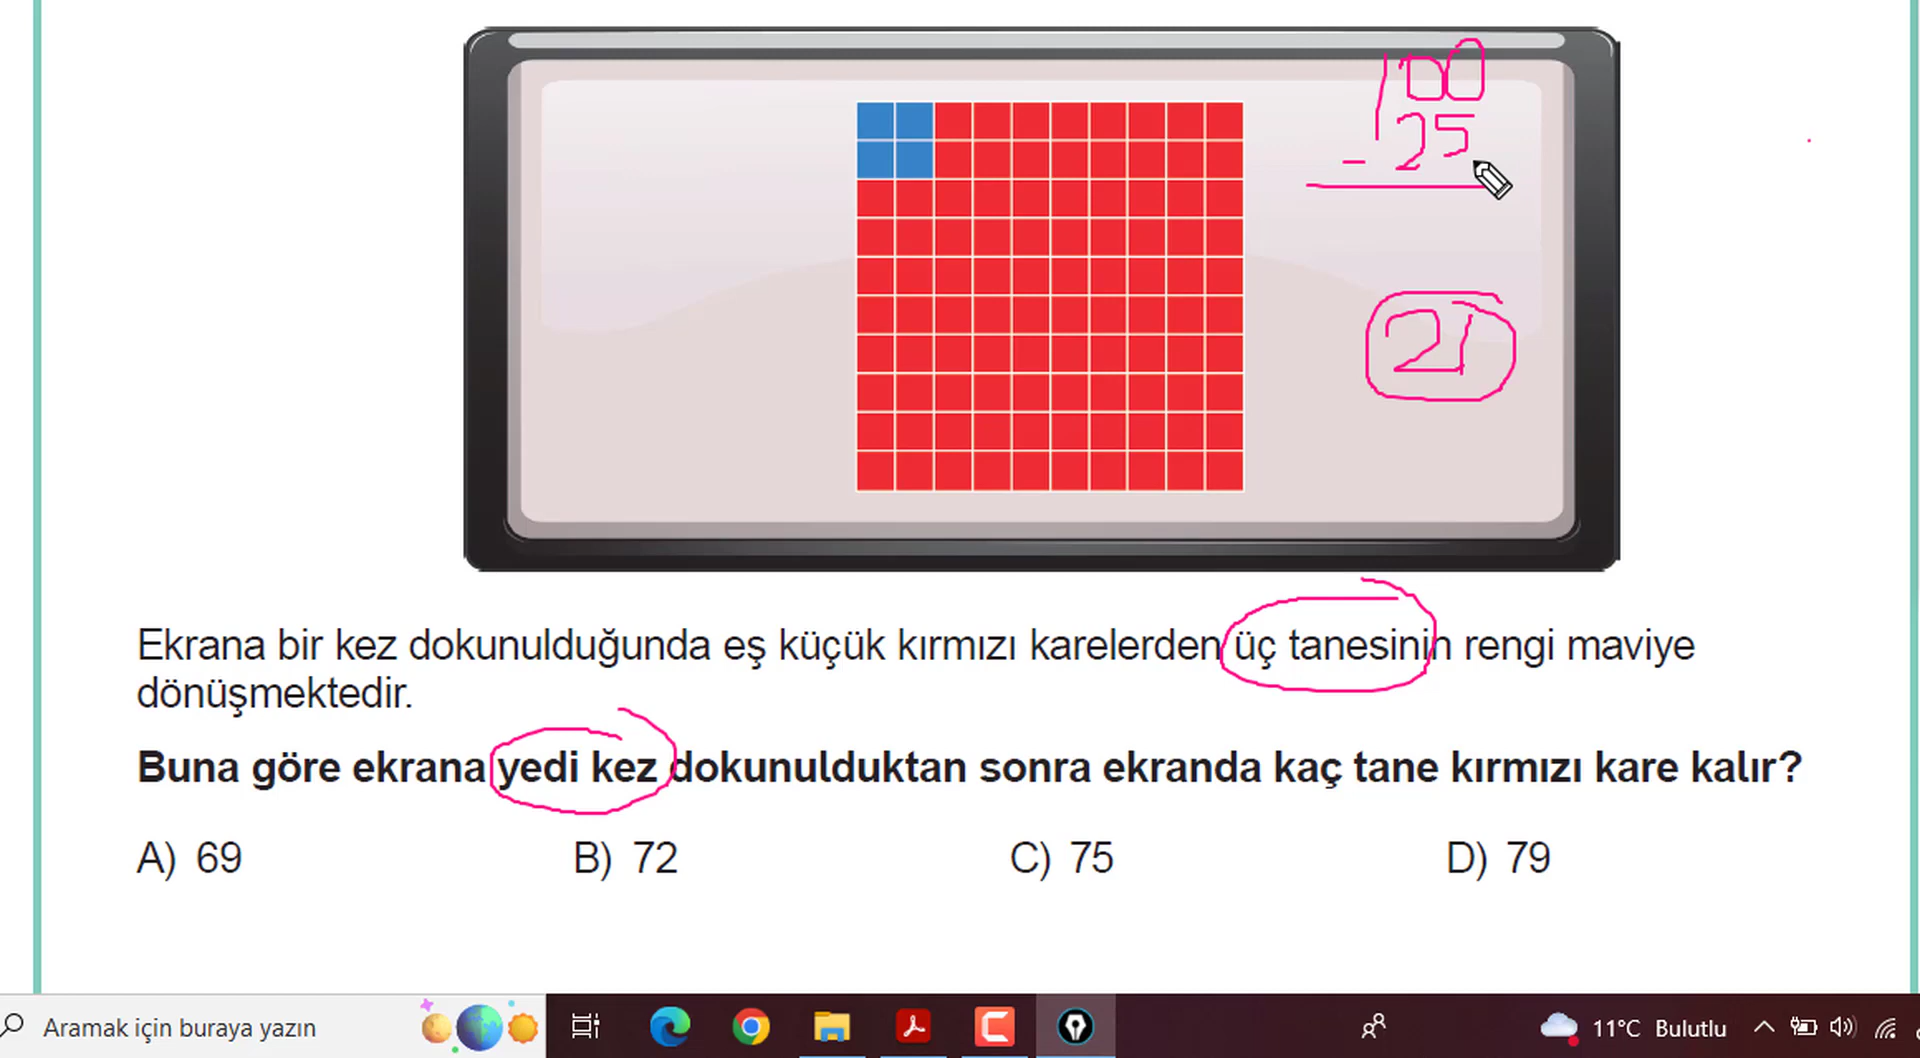 100
- 25
21
Ekrana bir kez dokunulduğunda eş küçük kırmızı karelerden üç tanesinin rengi maviye
dönüşmektedir.
Buna göre ekrana yedi kez dokunulduktan sonra ekranda kaç tane kırmızı kare kalır?
A) 69 B) 72 C) 75 D) 79
Aramak için buraya yazın 11°C Bulutlu